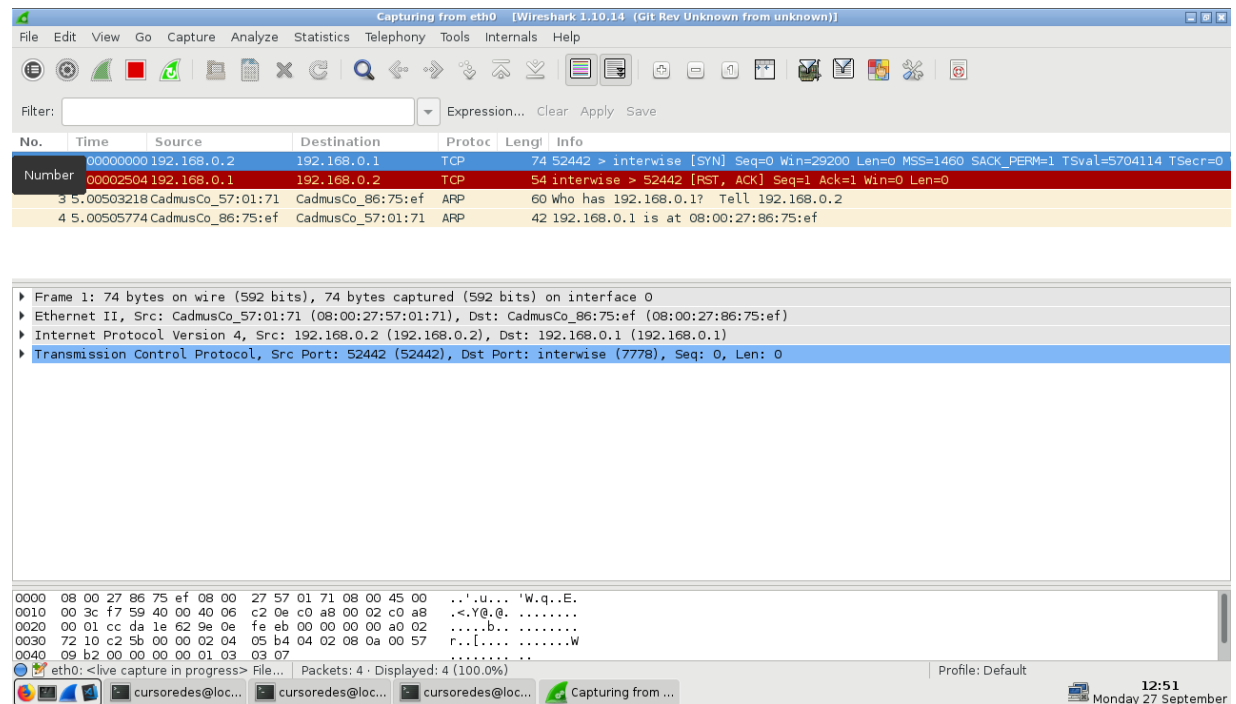 Capturing from eth0 [Wireshark 1.10.14 (Git Rev Unknown from unknown)]
File Edit View Go Capture Analyze Statistics Telephony Tools Internals Help
Filter: Expression... Clear Apply Save
No. Time Source Destination Protoc Lengt Info
00000000 192.168.0.2 192.168.0.1 TCP 74 52442 > interwise [SYN] Seq=0 Win=29200 Len=0 MSS=1460 SACK_PERM=1 TSval=5704114 TSecr=0
Number
00002504 192.168.0.1 192.168.0.2 TCP 54 interwise > 52442 [RST, ACK] Seq=1 Ack=1 Win=0 Len=0
3 5.00503218 CadmusCo_57:01:71 CadmusCo_86:75:ef ARP 60 Who has 192.168.0.1? Tell 192.168.0.2
4 5.00505774 CadmusCo_86:75:ef CadmusCo_57:01:71 ARP 42 192.168.0.1 is at 08:00:27:86:75:ef
Frame 1: 74 bytes on wire (592 bits), 74 bytes captured (592 bits) on interface 0
Ethernet II, Src: CadmusCo_57:01:71 (08:00:27:57:01:71), Dst: CadmusCo_86:75:ef (08:00:27:86:75:ef)
Internet Protocol Version 4, Src: 192.168.0.2 (192.168.0.2), Dst: 192.168.0.1 (192.168.0.1)
Transmission Control Protocol, Src Port: 52442 (52442), Dst Port: interwise (7778), Seq: 0, Len: 0
0000 08 00 27 86 75 ef 08 00 27 57 01 71 08 00 45 00 ..'.u... 'W.q..E.
0010 00 3c f7 59 40 00 40 06 c2 0e c0 a8 00 02 c0 a8 .<.Y@.@. ........
0020 00 01 cc da 1e 62 9e 0e fe eb 00 00 00 00 a0 02 .....b.. ........
0030 72 10 c2 5b 00 00 02 04 05 b4 04 02 08 0a 00 57 r..[.... .......W
0040 09 b2 00 00 00 00 01 03 03 07 ........ ..
eth0: <live capture in progress> File... Packets: 4 · Displayed: 4 (100.0%) Profile: Default
cursoredes@loc... cursoredes@loc... cursoredes@loc... Capturing from ... 12:51
Monday 27 September